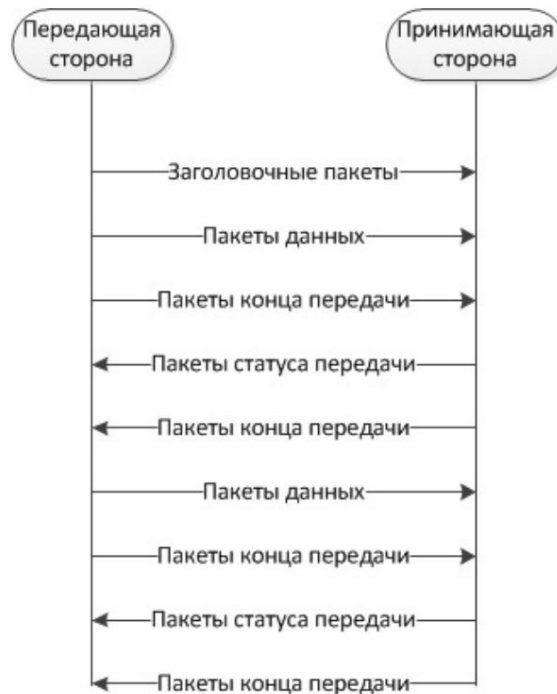 Передающая
сторона
Принимающая
сторона
Заголовочные пакеты
Пакеты данных
Пакеты конца передачи
Пакеты статуса передачи
Пакеты конца передачи
Пакеты данных
Пакеты конца передачи
Пакеты статуса передачи
Пакеты конца передачи